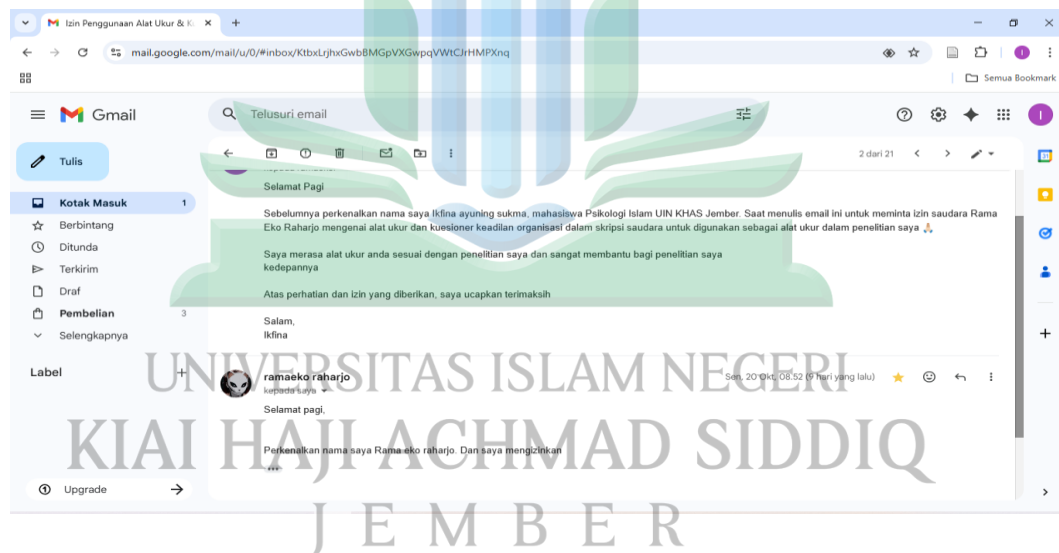 Izin Penggunaan Alat Ukur & K
mail.google.com/mail/u/0/#inbox/KtbxLrjhxGwbBMGpVXGwpqVWtCJrHMPXnq
Semua Bookmark
Gmail
Telusuri email
Tulis
2 dari 21
Kotak Masuk 1
Berbintang
Ditunda
Terkirim
Draf
Pembelian 3
Selengkapnya
Label
Upgrade
Selamat Pagi
Sebelumnya perkenalkan nama saya Ikfina ayuning sukma, mahasiswa Psikologi Islam UIN KHAS Jember. Saat menulis email ini untuk meminta izin saudara Rama
Eko Raharjo mengenai alat ukur dan kuesioner keadilan organisasi dalam skripsi saudara untuk digunakan sebagai alat ukur dalam penelitian saya 🙏
Saya merasa alat ukur anda sesuai dengan penelitian saya dan sangat membantu bagi penelitian saya
kedepannya
Atas perhatian dan izin yang diberikan, saya ucapkan terimaksih
Salam,
Ikfina
ramaeko raharjo
Sen, 20 Okt, 08.52 (9 hari yang lalu)
kepada saya
Selamat pagi,
Perkenalkan nama saya Rama eko raharjo. Dan saya mengizinkan
UNIVERSITAS ISLAM NEGERI
KIAI HAJI ACHMAD SIDDIQ
JEMBER